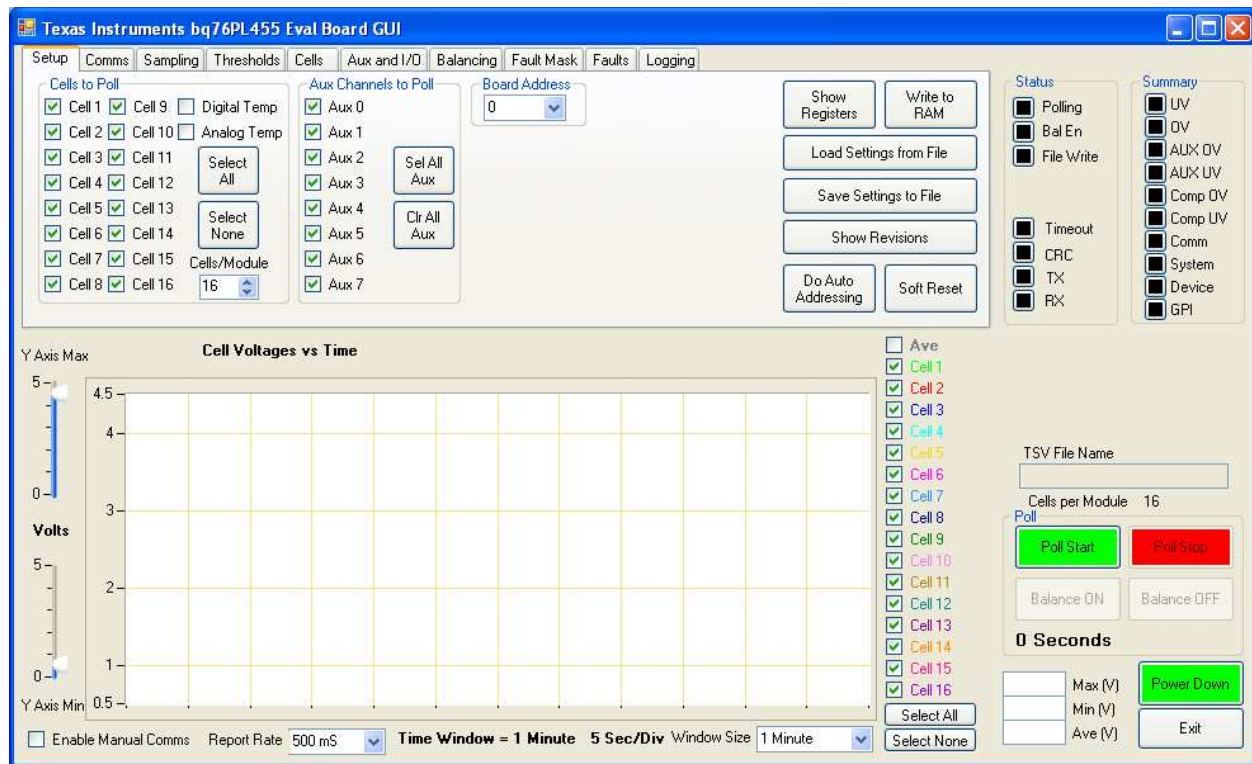 Texas Instruments bq76PL455 Eval Board GUI
Setup Comms Sampling Thresholds Cells Aux and I/O Balancing Fault Mask Faults Logging
Cells to Poll
Cell 1 Cell 9 Digital Temp
Cell 2 Cell 10 Analog Temp
Cell 3 Cell 11
Cell 4 Cell 12
Cell 5 Cell 13
Cell 6 Cell 14
Cell 7 Cell 15
Cell 8 Cell 16
Select All
Select None
Cells/Module
16
Aux Channels to Poll
Aux 0
Aux 1
Aux 2
Aux 3
Aux 4
Aux 5
Aux 6
Aux 7
Sel All Aux
Clr All Aux
Board Address
0
Show Registers
Write to RAM
Load Settings from File
Save Settings to File
Show Revisions
Do Auto Addressing
Soft Reset
Status
Polling
Bal En
File Write
Timeout
CRC
TX
RX
Summary
UV
OV
AUX OV
AUX UV
Comp OV
Comp UV
Comm
System
Device
GPI
Y Axis Max
5
0
Volts
5
0
Y Axis Min
Cell Voltages vs Time
4.5
4
3
2
1
0.5
Ave
Cell 1
Cell 2
Cell 3
Cell 4
Cell 5
Cell 6
Cell 7
Cell 8
Cell 9
Cell 10
Cell 11
Cell 12
Cell 13
Cell 14
Cell 15
Cell 16
Select All
Select None
TSV File Name
Cells per Module 16
Poll
Poll Start
Poll Stop
Balance ON
Balance OFF
0 Seconds
Max (V)
Min (V)
Ave (V)
Power Down
Exit
Enable Manual Comms Report Rate 500 mS Time Window = 1 Minute 5 Sec/Div Window Size 1 Minute